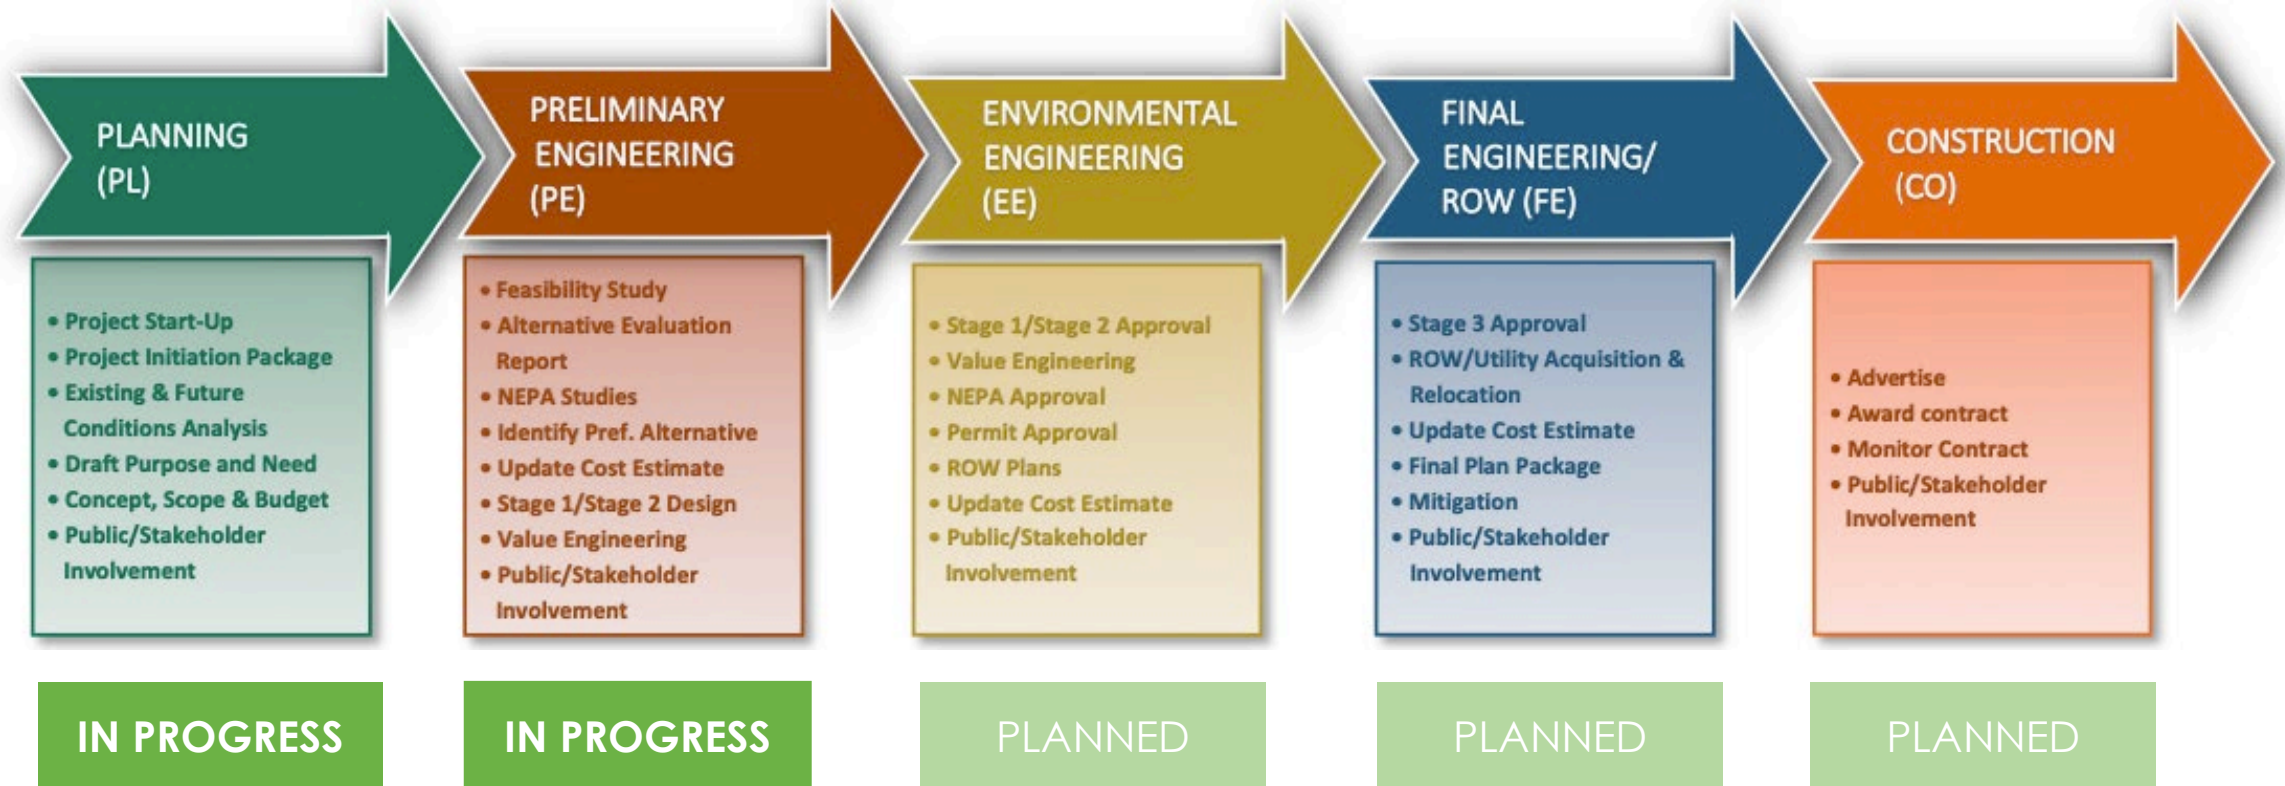 PLANNING
(PL)
• Project Start-Up
• Project Initiation Package
• Existing & Future
Conditions Analysis
• Draft Purpose and Need
• Concept, Scope & Budget
• Public/Stakeholder
Involvement
IN PROGRESS
PRELIMINARY
ENGINEERING
(PE)
• Feasibility Study
• Alternative Evaluation
Report
• NEPA Studies
• Identify Pref. Alternative
• Update Cost Estimate
• Stage 1/Stage 2 Design
• Value Engineering
• Public/Stakeholder
Involvement
IN PROGRESS
ENVIRONMENTAL
ENGINEERING
(EE)
• Stage 1/Stage 2 Approval
• Value Engineering
• NEPA Approval
• Permit Approval
• ROW Plans
• Update Cost Estimate
• Public/Stakeholder
Involvement
PLANNED
FINAL
ENGINEERING/
ROW (FE)
• Stage 3 Approval
• ROW/Utility Acquisition &
Relocation
• Update Cost Estimate
• Final Plan Package
• Mitigation
• Public/Stakeholder
Involvement
PLANNED
CONSTRUCTION
(CO)
• Advertise
• Award contract
• Monitor Contract
• Public/Stakeholder
Involvement
PLANNED